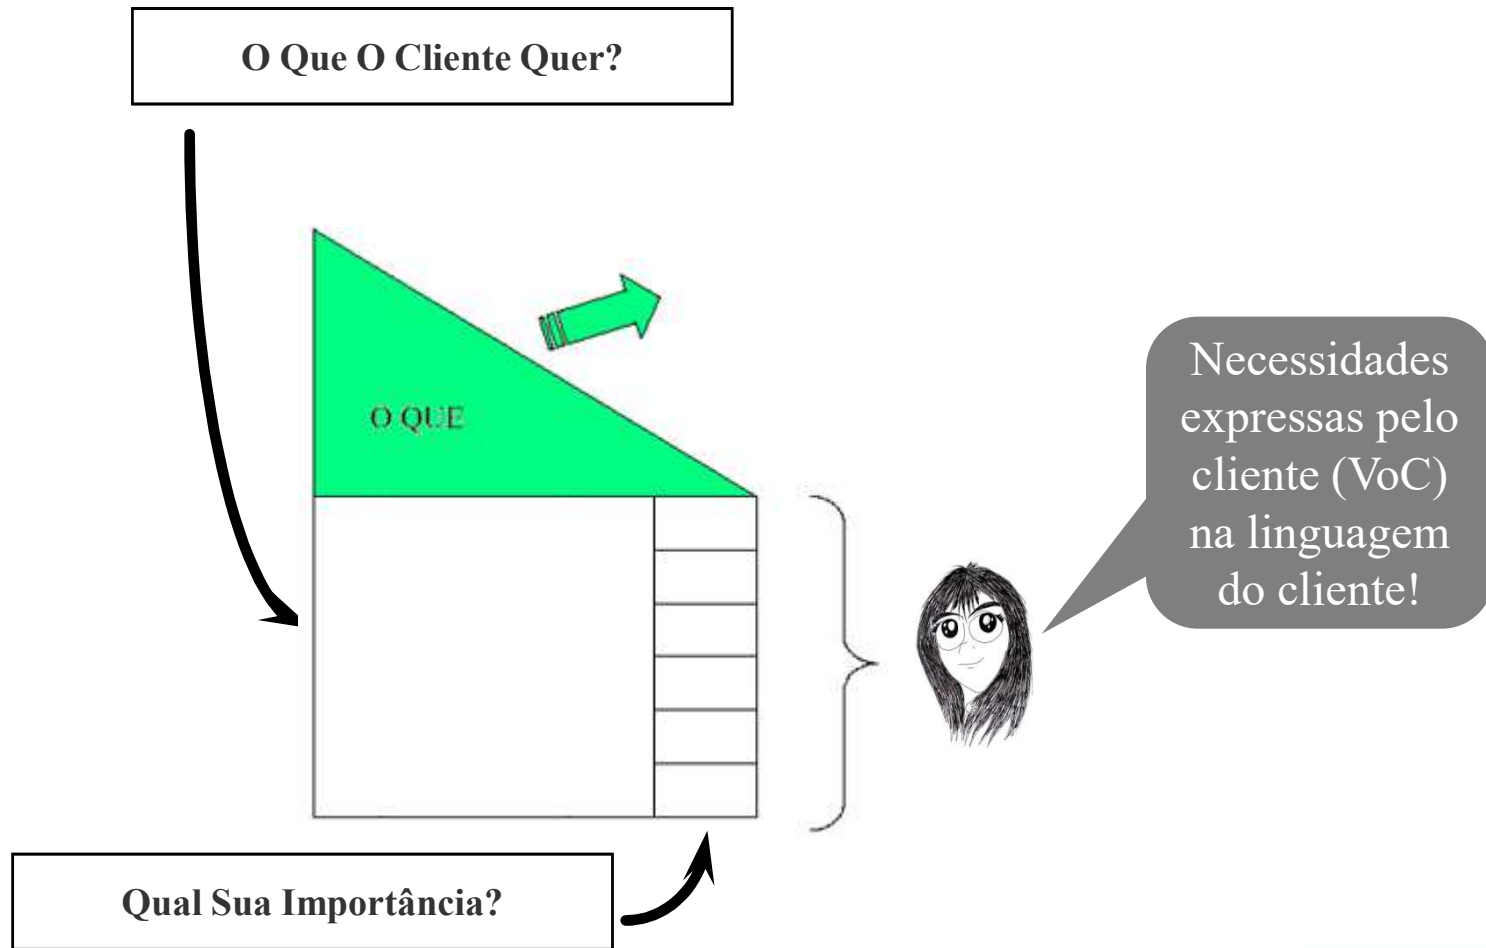 O Que O Cliente Quer?
O QUE
Necessidades
expressas pelo
cliente (VoC)
na linguagem
do cliente!
Qual Sua Importância?